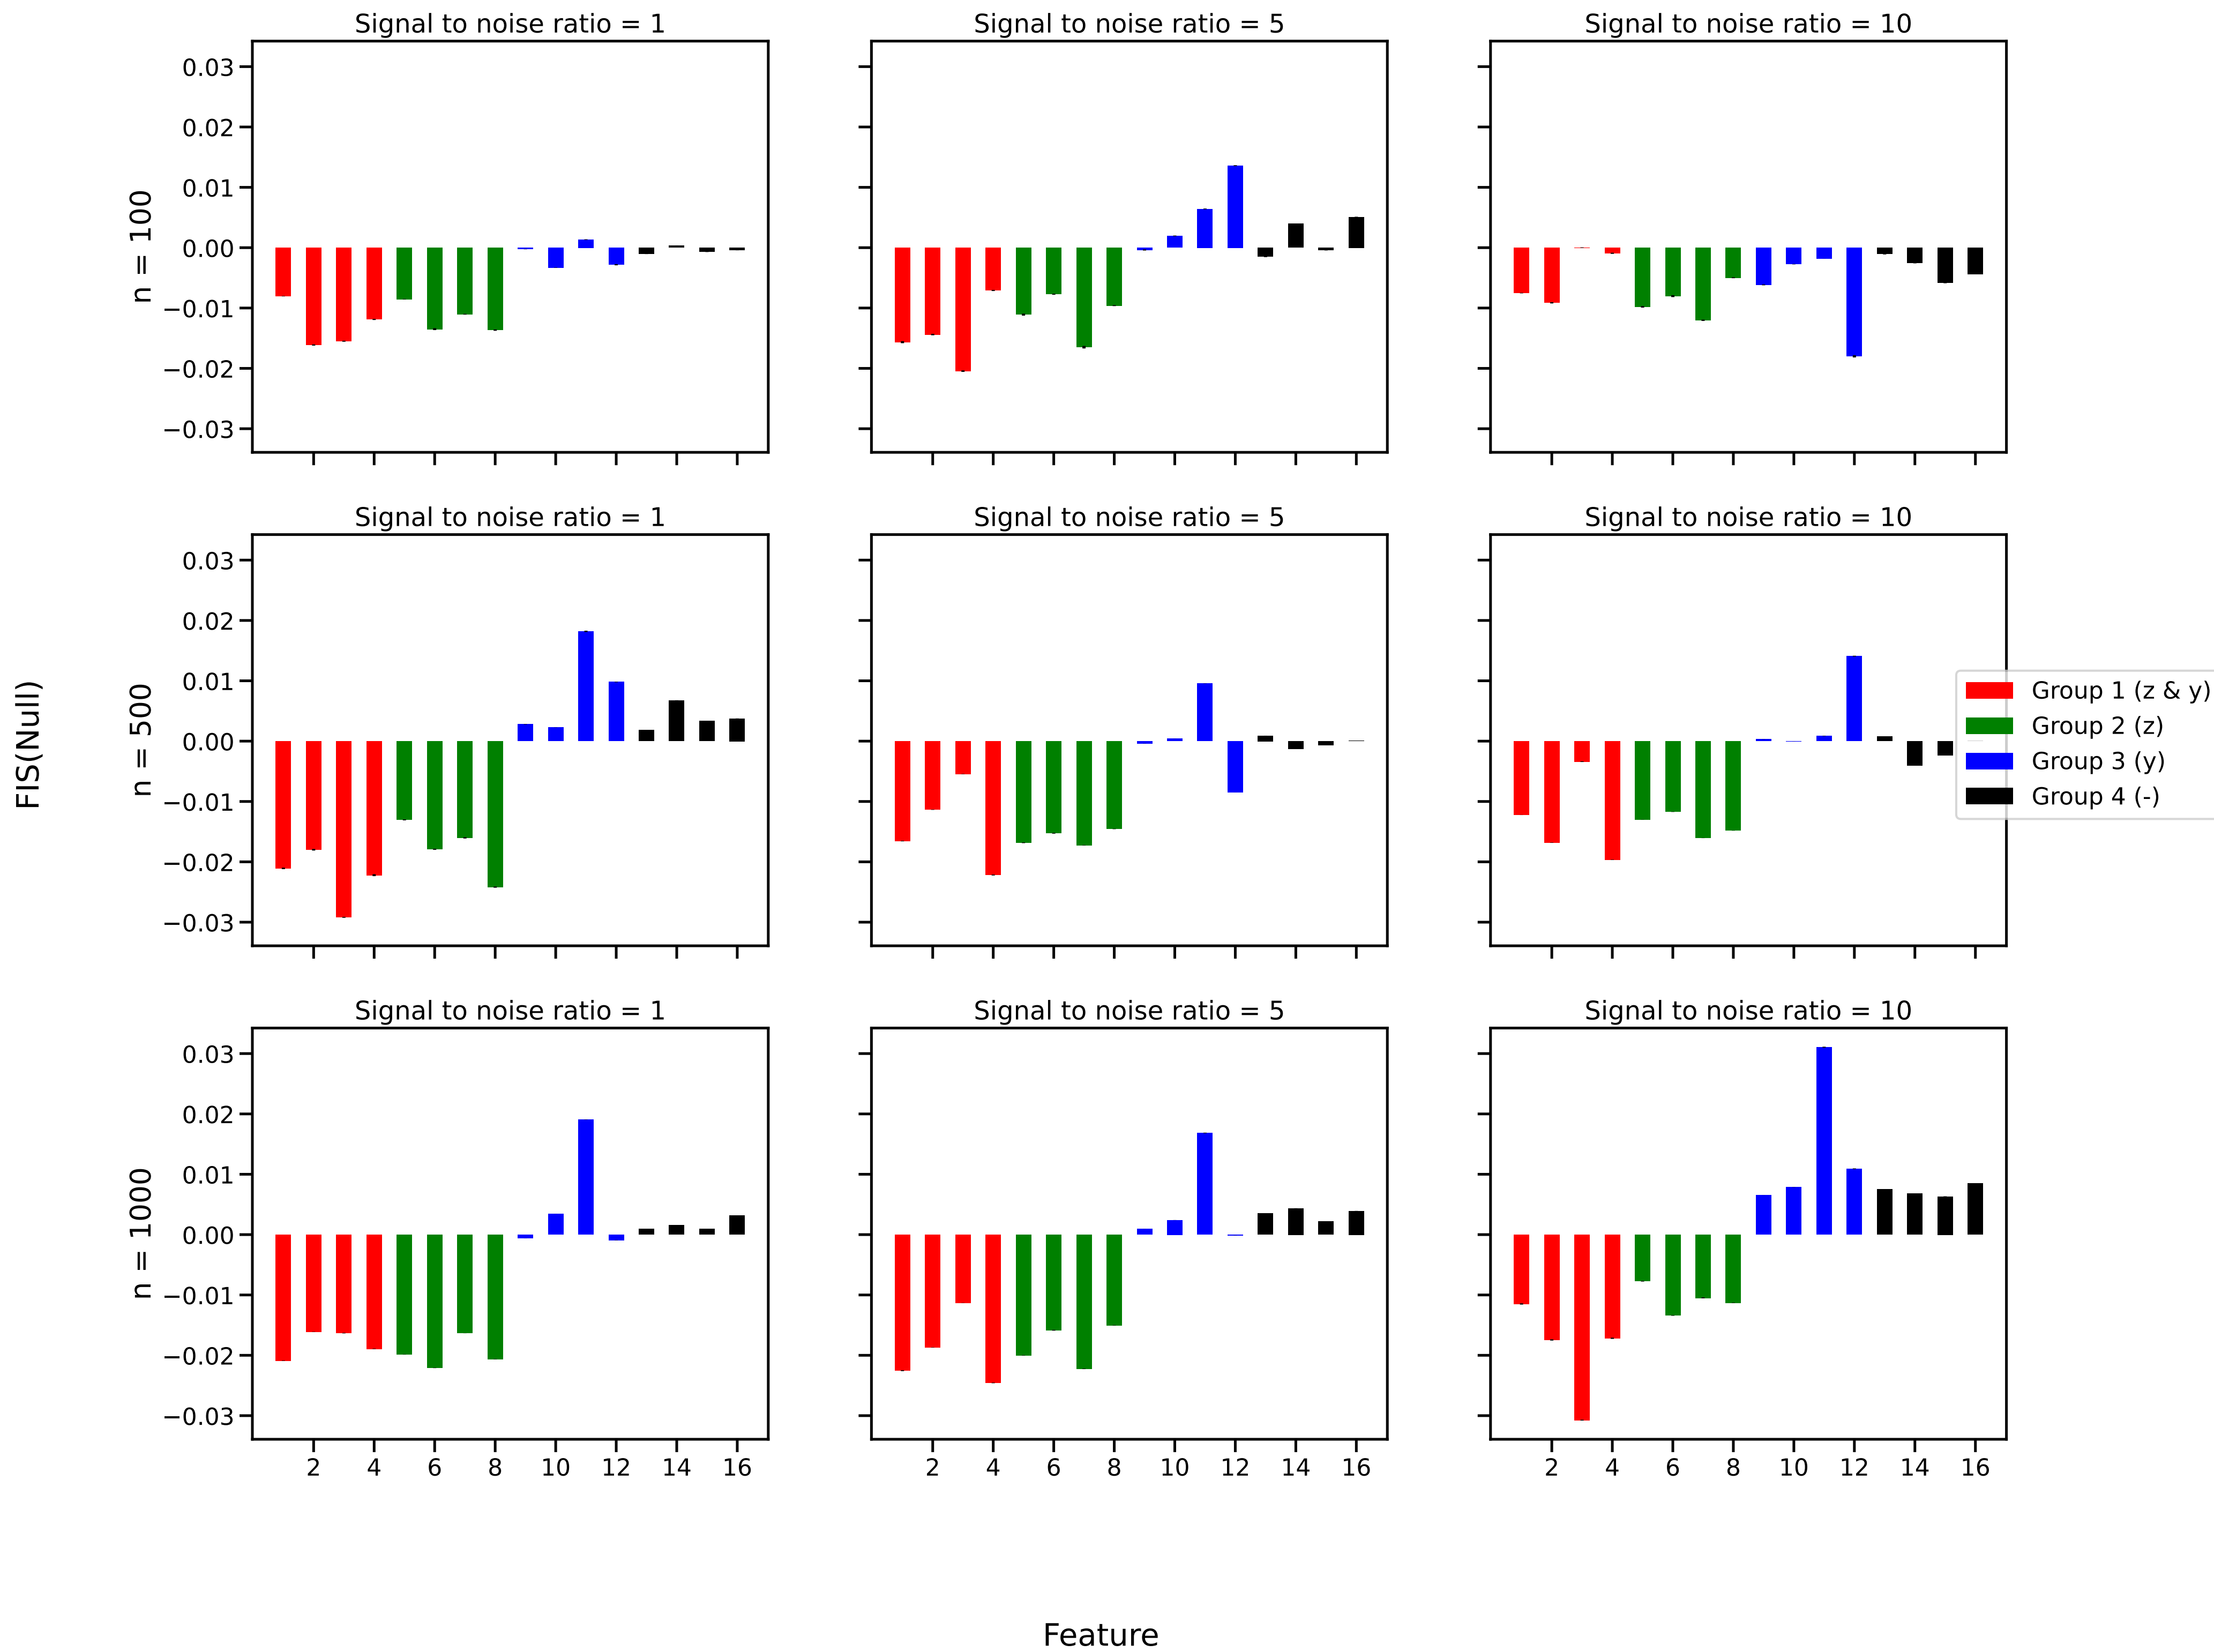 Signal to noise ratio = 1
Signal to noise ratio = 5
Signal to noise ratio = 10
n = 100
0.03
0.02
0.01
0.00
−0.01
−0.02
−0.03
Signal to noise ratio = 1
Signal to noise ratio = 5
Signal to noise ratio = 10
FIS(Null)
n = 500
0.03
0.02
0.01
0.00
−0.01
−0.02
−0.03
Group 1 (z & y)
Group 2 (z)
Group 3 (y)
Group 4 (-)
Signal to noise ratio = 1
Signal to noise ratio = 5
Signal to noise ratio = 10
n = 1000
0.03
0.02
0.01
0.00
−0.01
−0.02
−0.03
2 4 6 8 10 12 14 16
2 4 6 8 10 12 14 16
2 4 6 8 10 12 14 16
Feature